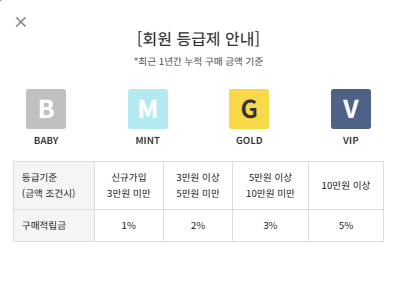 [회원 등급제 안내]
*최근 1년간 누적 구매 금액 기준
B M G V
BABY MINT GOLD VIP
등급기준
(금액 조건시)
신규가입
3만원 미만
3만원 이상
5만원 미만
5만원 이상
10만원 미만
10만원 이상
구매적립금 1% 2% 3% 5%